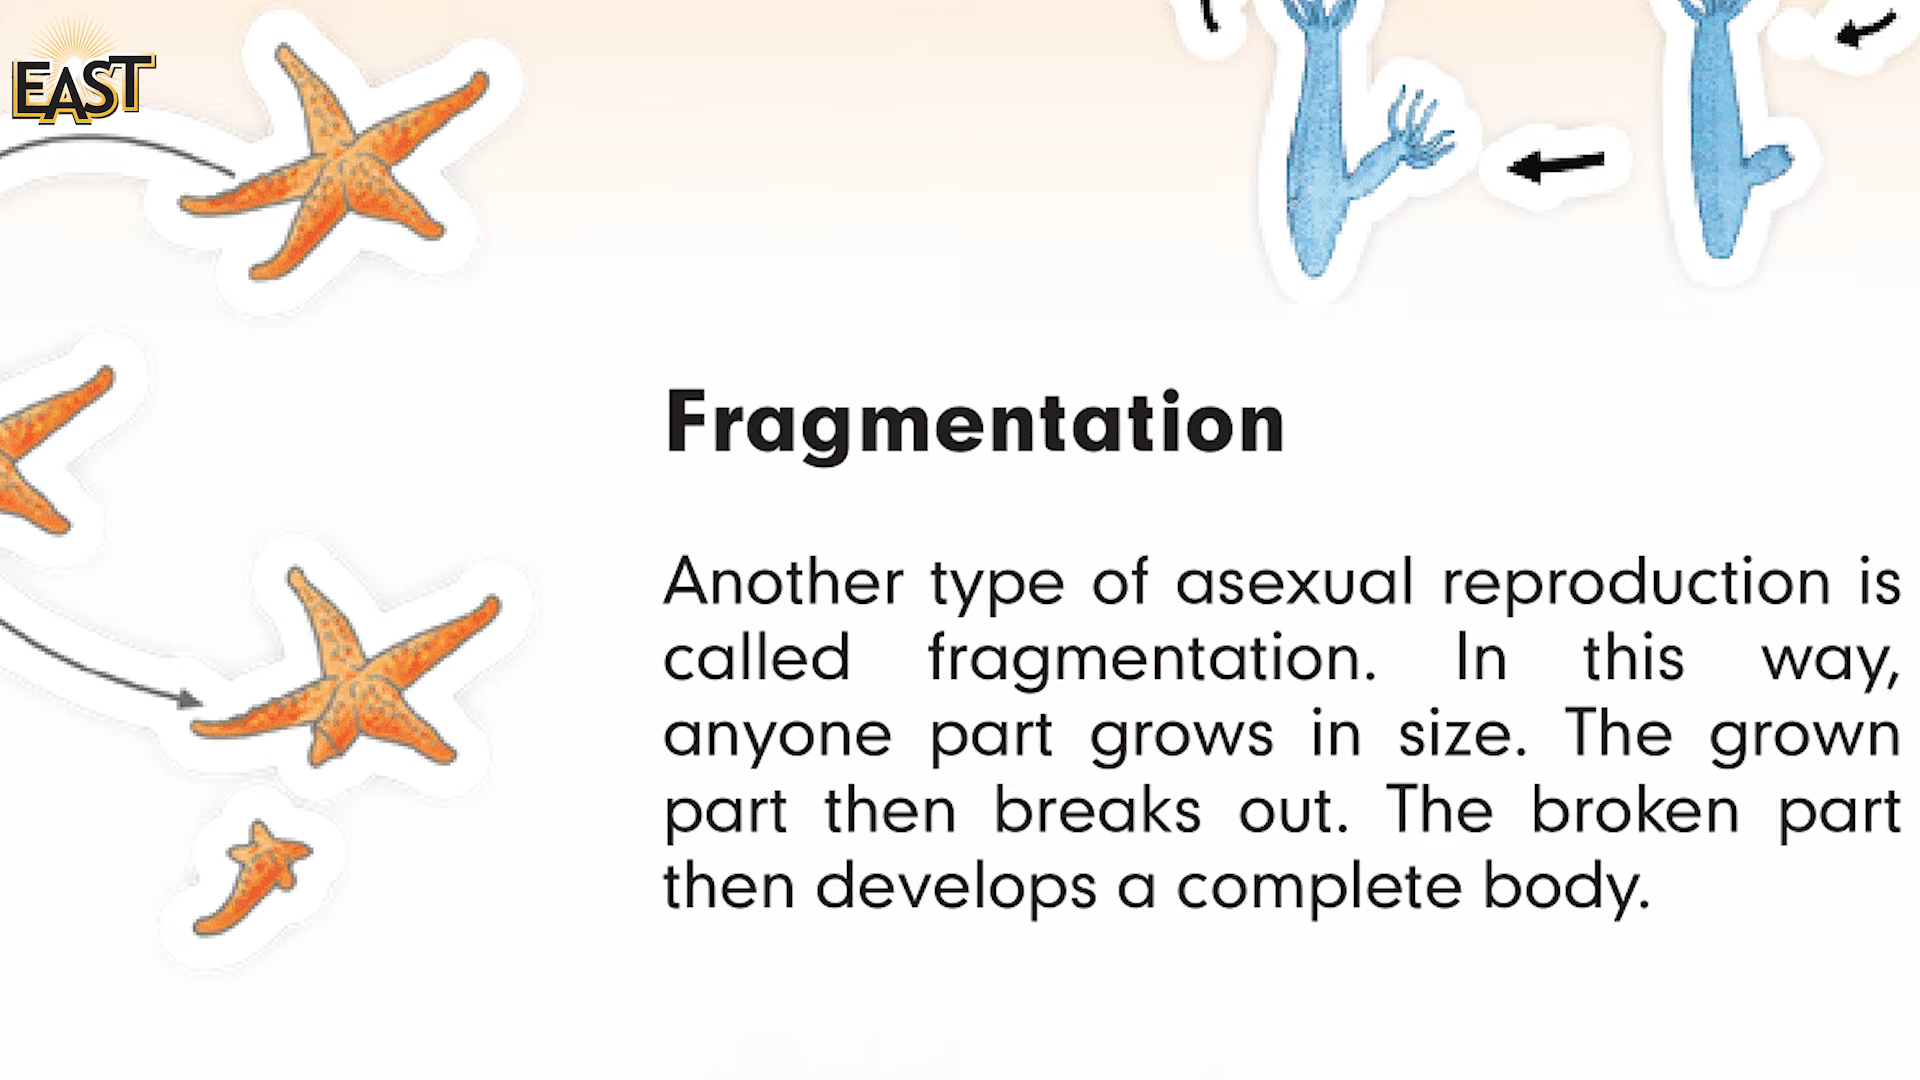 EAST
Fragmentation
Another type of asexual reproduction is
called fragmentation. In this way,
anyone part grows in size. The grown
part then breaks out. The broken part
then develops a complete body.